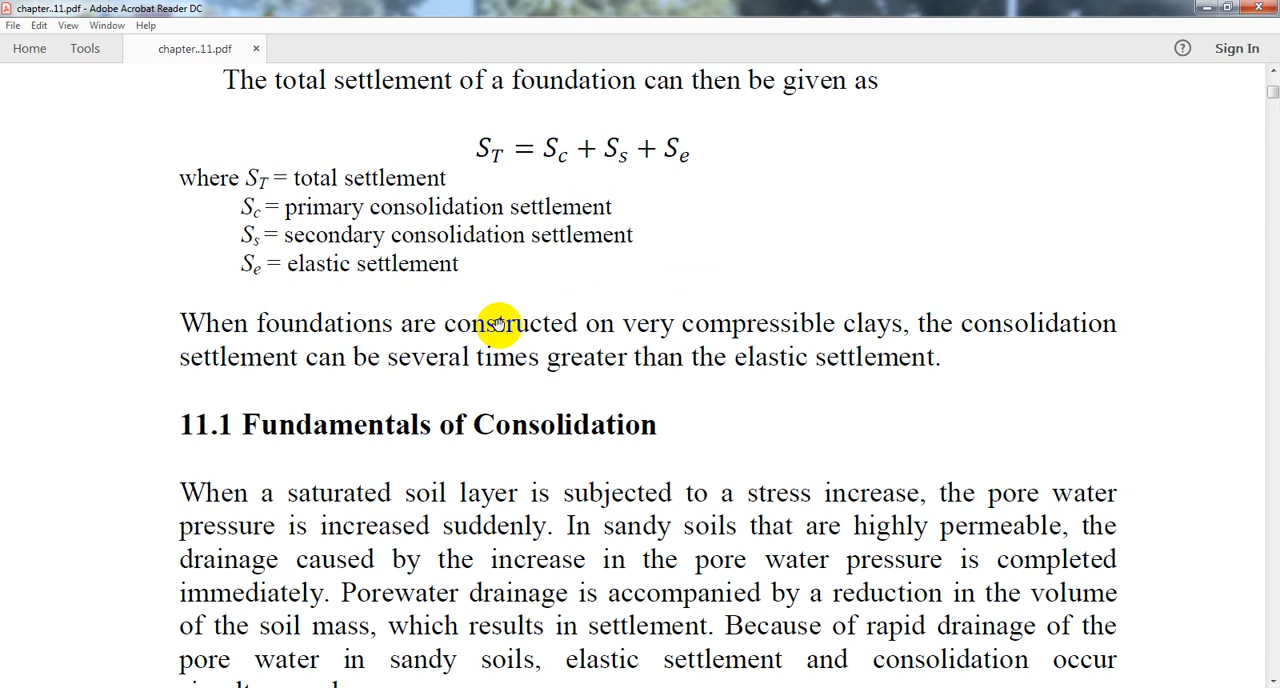 chapter..11.pdf - Adobe Acrobat Reader DC
File Edit View Window Help
Home Tools chapter..11.pdf × ? Sign In
The total settlement of a foundation can then be given as
S_T = S_c + S_s + S_e
where S_T = total settlement
S_c = primary consolidation settlement
S_s = secondary consolidation settlement
S_e = elastic settlement
When foundations are constructed on very compressible clays, the consolidation
settlement can be several times greater than the elastic settlement.
11.1 Fundamentals of Consolidation
When a saturated soil layer is subjected to a stress increase, the pore water
pressure is increased suddenly. In sandy soils that are highly permeable, the
drainage caused by the increase in the pore water pressure is completed
immediately. Porewater drainage is accompanied by a reduction in the volume
of the soil mass, which results in settlement. Because of rapid drainage of the
pore water in sandy soils, elastic settlement and consolidation occur